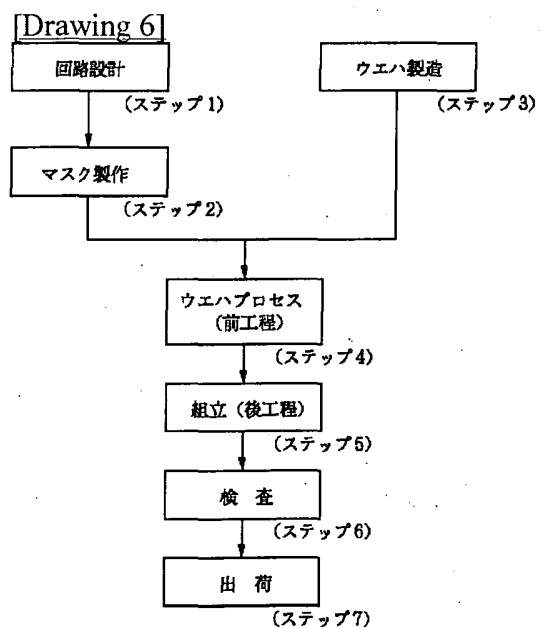 [Drawing 6]
回路設計
(ステップ1)
ウエハ製造
(ステップ3)
マスク製作
(ステップ2)
ウエハプロセス
(前工程)
(ステップ4)
組立(後工程)
(ステップ5)
検 査
(ステップ6)
出 荷
(ステップ7)